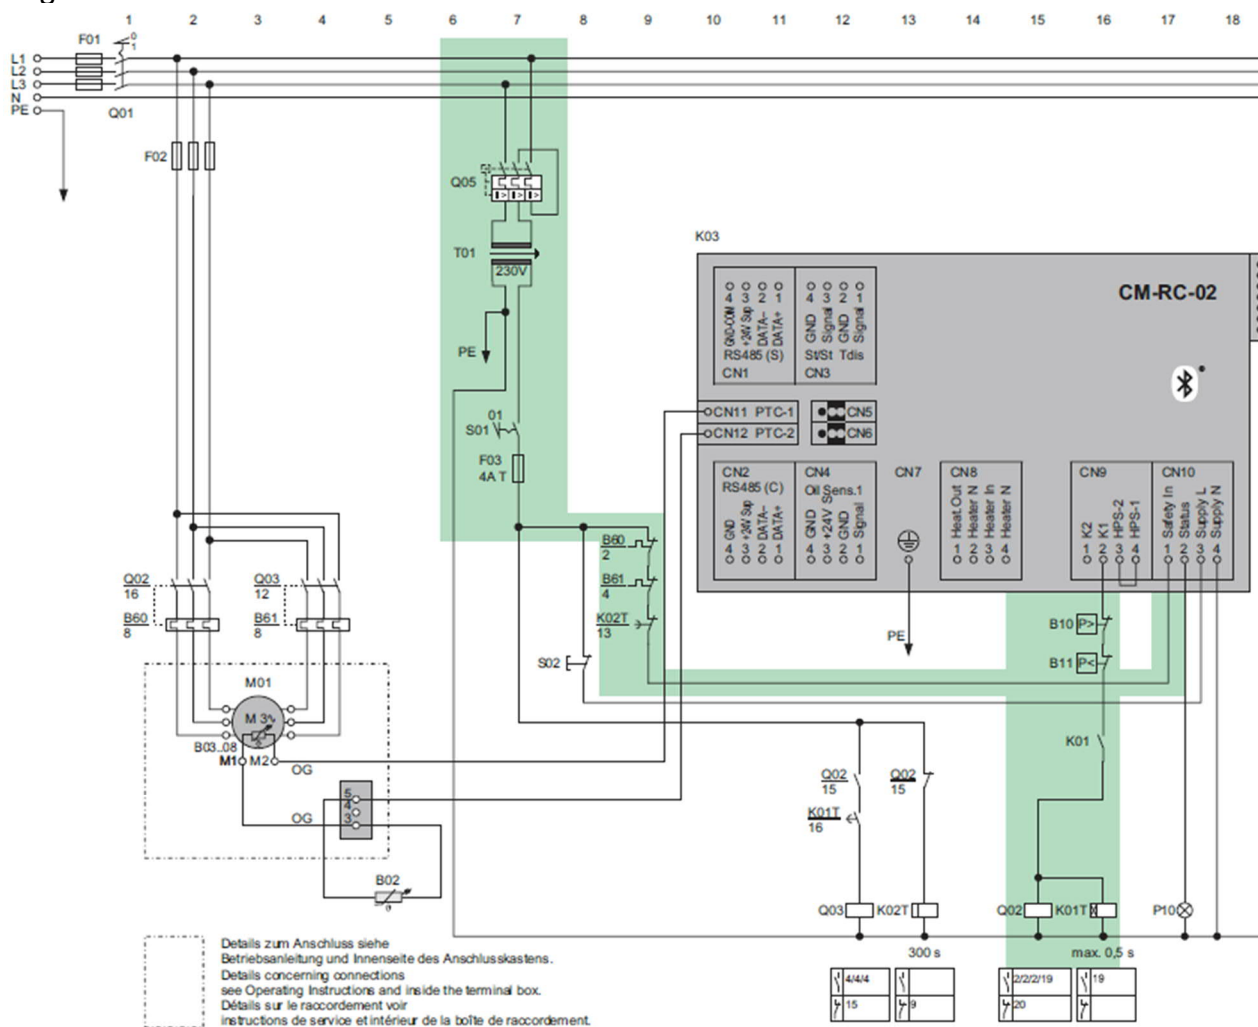 1 2 3 4 5 6 7 8 9 10 11 12 13 14 15 16 17 18
F01 0
1
L1
L2
L3
N
PE
Q01
F02
Q05
I> I> I>
T01
230V
PE
01
S01
F03
4A T
K03
CM-RC-02
4 3 2 1
GND-COM +24V Sup DATA- DATA+
RS485 (S)
CN1
4 3 2 1
GND Signal GND Signal
St/St Tdis
CN3
CN11 PTC-1
CN12 PTC-2
CN5
CN6
CN2
RS485 (C)
GND +24V Sup DATA- DATA+
4 3 2 1
CN4
Oil Sens.1
GND +24V S GND Signal
4 3 2 1
CN7
CN8
Heat Out Heater N Heater In Heater N
1 2 3 4
CN9
K2 K1 HPS-2 HPS-1
1 2 3 4
CN10
Safety In Status Supply L Supply N
1 2 3 4
B60
2
B61
4
K02T
13
S02
PE
B10 P>
B11 P<
K01
Q02
16
Q03
12
B60
8
B61
8
M01
M 3~
B03..08
M1 M2
OG
OG
5
4
3
B02
Q02
15
Q02
15
K01T
16
Q03 K02T Q02 K01T P10
300 s max. 0,5 s
4/4/4
15
9
2/2/2/19
20
19
Details zum Anschluss siehe
Betriebsanleitung und Innenseite des Anschlusskastens.
Details concerning connections
see Operating Instructions and inside the terminal box.
Détails sur le raccordement voir
instructions de service et intérieur de la boîte de raccordement.